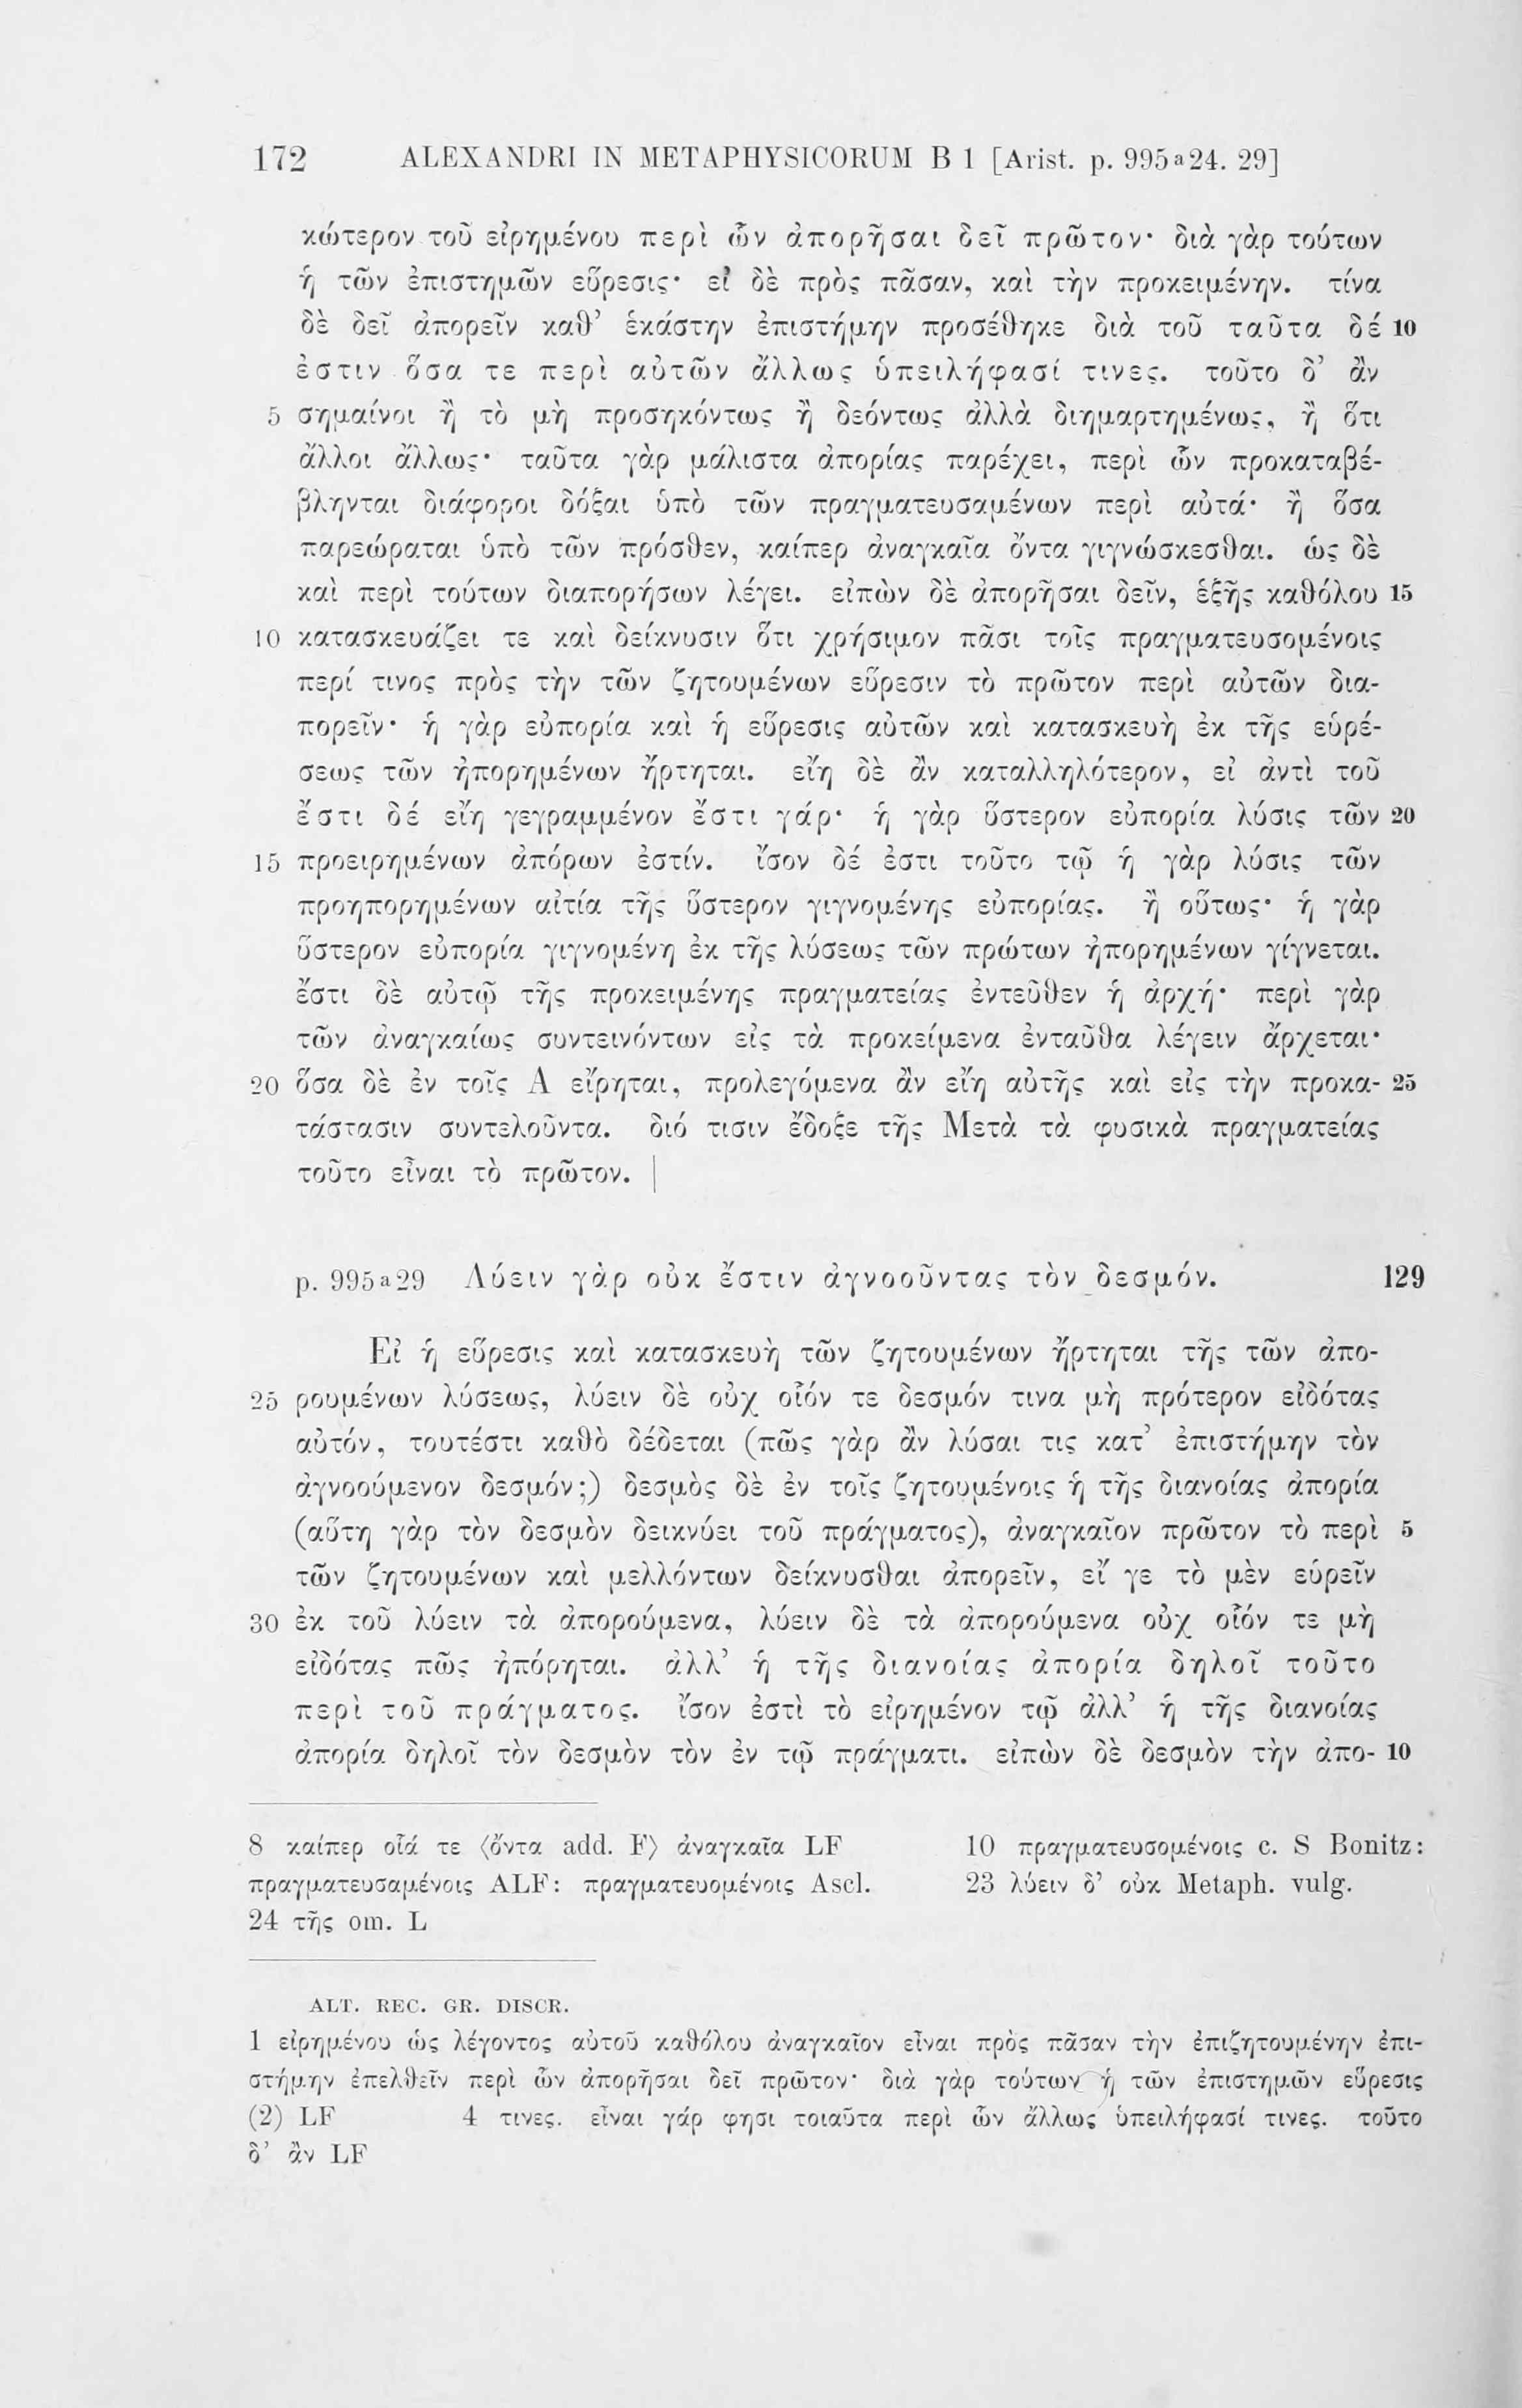 172 ALEXANDRI IN METAPHYSICORUM B 1 [Arist. p. 995a24. 29]
κώτερον τοῦ εἰρημένου περὶ ὧν ἀπορῆσαι δεῖ πρῶτον· διὰ γὰρ τούτων
ἡ τῶν ἐπιστημῶν εὕρεσις· εἰ δὲ πρὸς πᾶσαν, καὶ τὴν προκειμένην. τίνα
δὲ δεῖ ἀπορεῖν καθ’ ἑκάστην ἐπιστήμην προσέθηκε διὰ τοῦ ταῦτα δέ 10
ἐστιν ὅσα τε περὶ αὐτῶν ἄλλως ὑπειλήφασί τινες. τοῦτο δ’ ἂν
5 σημαίνοι ἢ τὸ μὴ προσηκόντως ἢ δεόντως ἀλλὰ διημαρτημένως, ἢ ὅτι
ἄλλοι ἄλλως· ταῦτα γὰρ μάλιστα ἀπορίας παρέχει, περὶ ὧν προκαταβέ-
βληνται διάφοροι δόξαι ὑπὸ τῶν πραγματευσαμένων περὶ αὐτά· ἢ ὅσα
παρεώραται ὑπὸ τῶν πρόσθεν, καίπερ ἀναγκαῖα ὄντα γιγνώσκεσθαι. ὡς δὲ
καὶ περὶ τούτων διαπορήσων λέγει. εἰπὼν δὲ ἀπορῆσαι δεῖν, ἑξῆς καθόλου 15
10 κατασκευάζει τε καὶ δείκνυσιν ὅτι χρήσιμον πᾶσι τοῖς πραγματευσομένοις
περί τινος πρὸς τὴν τῶν ζητουμένων εὕρεσιν τὸ πρῶτον περὶ αὐτῶν δια-
πορεῖν· ἡ γὰρ εὐπορία καὶ ἡ εὕρεσις αὐτῶν καὶ κατασκευὴ ἐκ τῆς εὑρέ-
σεως τῶν ἠπορημένων ἤρτηται. εἴη δὲ ἂν καταλληλότερον, εἰ ἀντὶ τοῦ
ἔστι δέ εἴη γεγραμμένον ἔστι γάρ· ἡ γὰρ ὕστερον εὐπορία λύσις τῶν 20
15 προειρημένων ἀπόρων ἐστίν. ἴσον δέ ἐστι τοῦτο τῷ ἡ γὰρ λύσις τῶν
προηπορημένων αἰτία τῆς ὕστερον γιγνομένης εὐπορίας. ἢ οὕτως· ἡ γὰρ
ὕστερον εὐπορία γιγνομένη ἐκ τῆς λύσεως τῶν πρώτων ἠπορημένων γίγνεται.
ἔστι δὲ αὐτῷ τῆς προκειμένης πραγματείας ἐντεῦθεν ἡ ἀρχή· περὶ γὰρ
τῶν ἀναγκαίως συντεινόντων εἰς τὰ προκείμενα ἐνταῦθα λέγειν ἄρχεται·
20 ὅσα δὲ ἐν τοῖς Α εἴρηται, προλεγόμενα ἂν εἴη αὐτῆς καὶ εἰς τὴν προκα- 25
τάστασιν συντελοῦντα. διό τισιν ἔδοξε τῆς Μετὰ τὰ φυσικὰ πραγματείας
τοῦτο εἶναι τὸ πρῶτον. |
p. 995a29 Λύειν γὰρ οὐκ ἔστιν ἀγνοοῦντας τὸν δεσμόν. 129
Εἰ ἡ εὕρεσις καὶ κατασκευὴ τῶν ζητουμένων ἤρτηται τῆς τῶν ἀπο-
25 ρουμένων λύσεως, λύειν δὲ οὐχ οἷόν τε δεσμόν τινα μὴ πρότερον εἰδότας
αὐτόν, τουτέστι καθὸ δέδεται (πῶς γὰρ ἂν λύσαι τις κατ’ ἐπιστήμην τὸν
ἀγνοούμενον δεσμόν;) δεσμὸς δὲ ἐν τοῖς ζητουμένοις ἡ τῆς διανοίας ἀπορία
(αὕτη γὰρ τὸν δεσμὸν δεικνύει τοῦ πράγματος), ἀναγκαῖον πρῶτον τὸ περὶ 5
τῶν ζητουμένων καὶ μελλόντων δείκνυσθαι ἀπορεῖν, εἴ γε τὸ μὲν εὑρεῖν
30 ἐκ τοῦ λύειν τὰ ἀπορούμενα, λύειν δὲ τὰ ἀπορούμενα οὐχ οἷόν τε μὴ
εἰδότας πῶς ἠπόρηται. ἀλλ’ ἡ τῆς διανοίας ἀπορία δηλοῖ τοῦτο
περὶ τοῦ πράγματος. ἴσον ἐστὶ τὸ εἰρημένον τῷ ἀλλ’ ἡ τῆς διανοίας
ἀπορία δηλοῖ τὸν δεσμὸν τὸν ἐν τῷ πράγματι. εἰπὼν δὲ δεσμὸν τὴν ἀπο- 10
8 καίπερ οἷά τε ⟨ὄντα add. F⟩ ἀναγκαῖα LF 10 πραγματευσομένοις c. S Bonitz:
πραγματευσαμένοις ALF: πραγματευομένοις Ascl. 23 λύειν δ’ οὐκ Metaph. vulg.
24 τῆς om. L
ALT. REC. GR. DISCR.
1 εἰρημένου ὡς λέγοντος αὐτοῦ καθόλου ἀναγκαῖον εἶναι πρὸς πᾶσαν τὴν ἐπιζητουμένην ἐπι-
στήμην ἐπελθεῖν περὶ ὧν ἀπορῆσαι δεῖ πρῶτον· διὰ γὰρ τούτων ἡ τῶν ἐπιστημῶν εὕρεσις
(2) LF 4 τινες. εἶναι γάρ φησι τοιαῦτα περὶ ὧν ἄλλως ὑπειλήφασί τινες. τοῦτο
δ’ ἂν LF